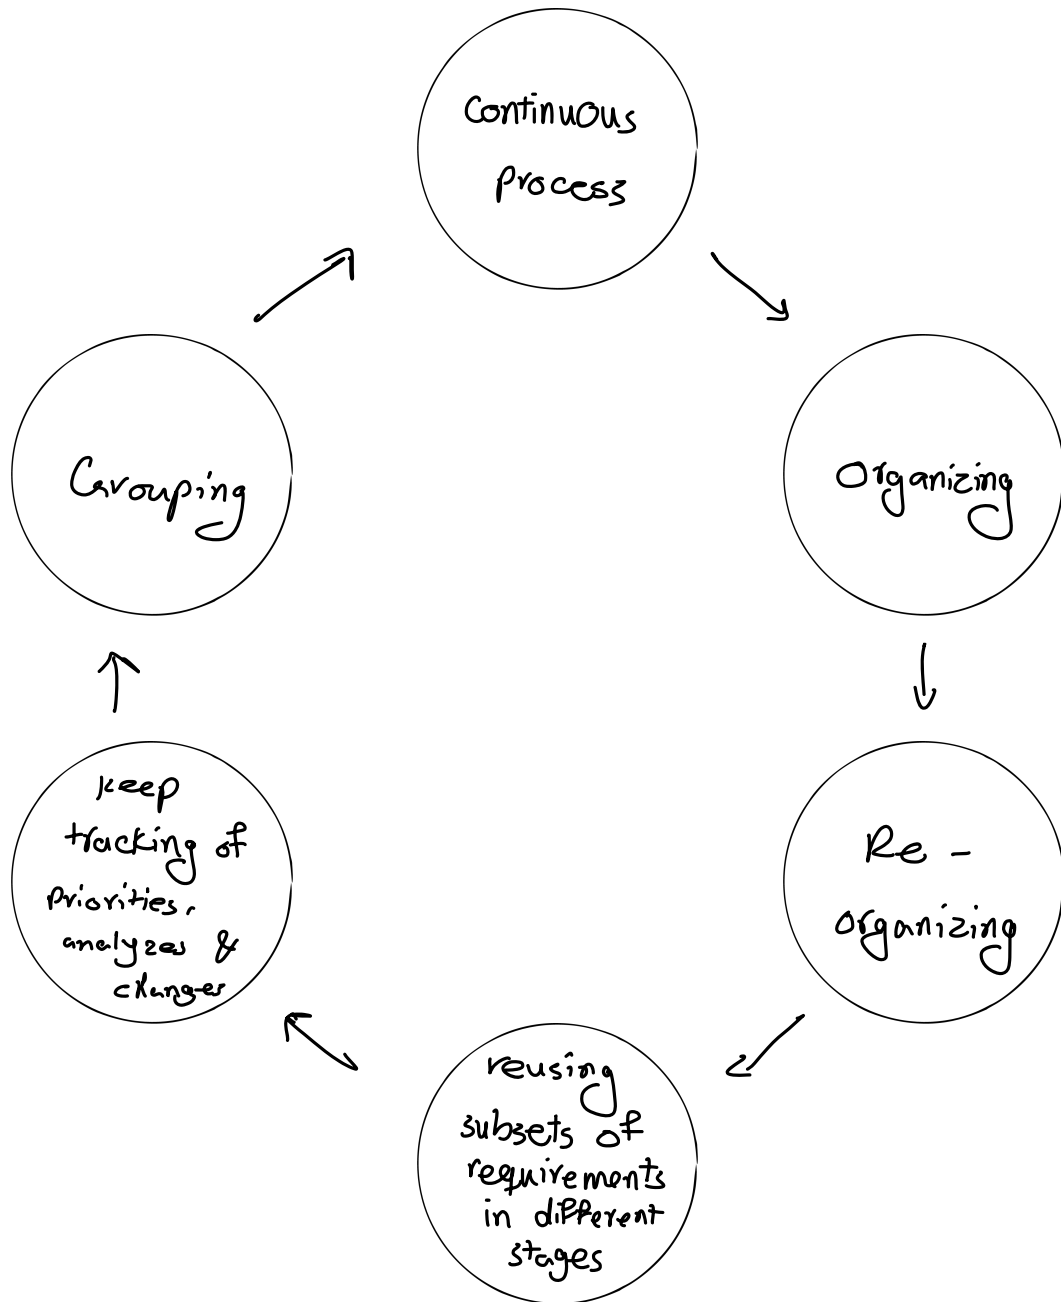 Continuous
process
Organizing
Re -
organizing
reusing
subsets of
requirements
in different
stages
keep
tracking of
priorities,
analyzes &
changes
Grouping